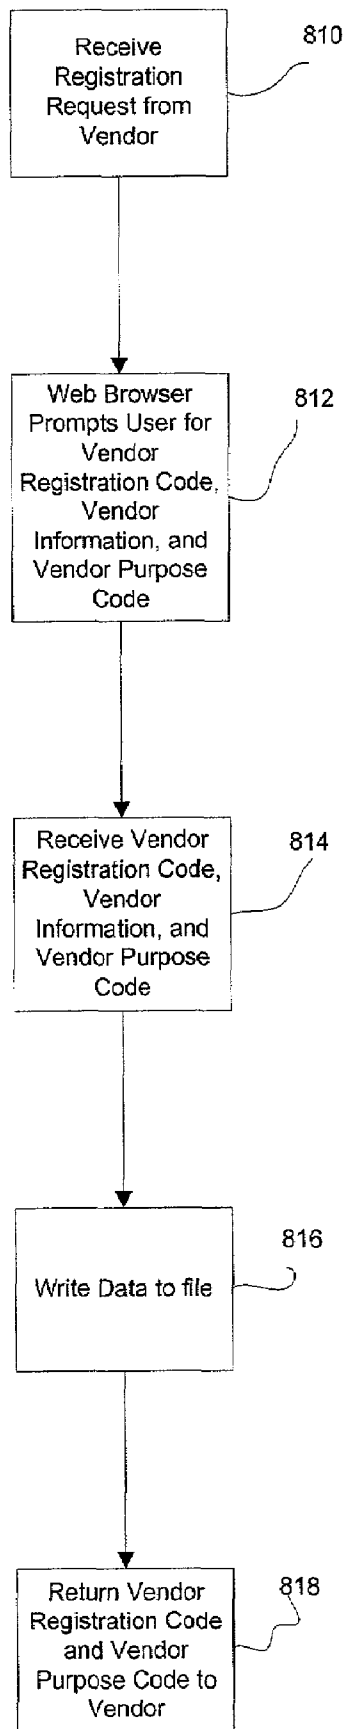 Receive
Registration
Request from
Vendor
810
Web Browser
Prompts User for
Vendor
Registration Code,
Vendor
Information, and
Vendor Purpose
Code
812
Receive Vendor
Registration Code,
Vendor
Information, and
Vendor Purpose
Code
814
Write Data to file
816
Return Vendor
Registration Code
and Vendor
Purpose Code to
Vendor
818